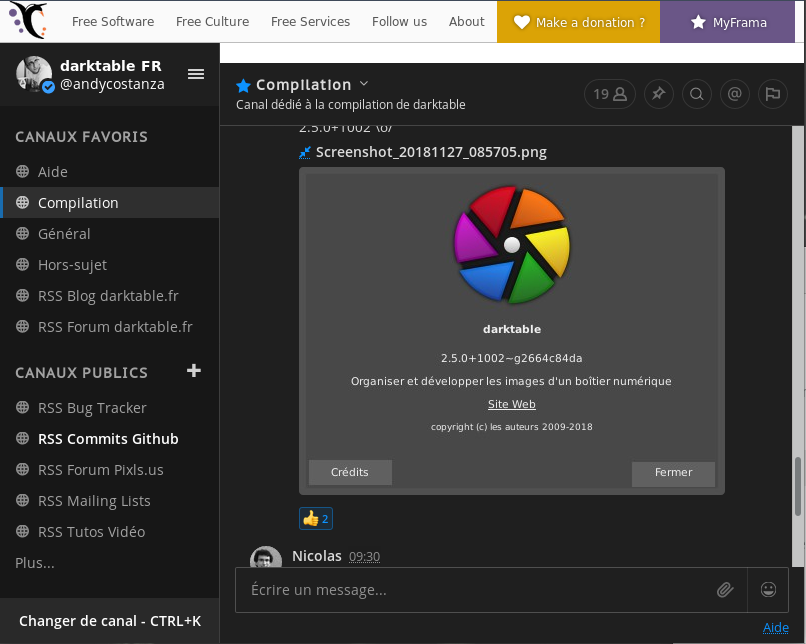 Free Software Free Culture Free Services Follow us About Make a donation ? MyFrama
darktable FR
@andycostanza
CANAUX FAVORIS
Aide
Compilation
Général
Hors-sujet
RSS Blog darktable.fr
RSS Forum darktable.fr
CANAUX PUBLICS
RSS Bug Tracker
RSS Commits Github
RSS Forum Pixls.us
RSS Mailing Lists
RSS Tutos Vidéo
Plus...
Changer de canal - CTRL+K
Compilation
19
Canal dédié à la compilation de darktable
2.5.0+1002 \o/
Screenshot_20181127_085705.png
darktable
2.5.0+1002~g2664c84da
Organiser et développer les images d'un boîtier numérique
Site Web
copyright (c) les auteurs 2009-2018
Crédits Fermer
2
Nicolas 09:30
Écrire un message...
Aide